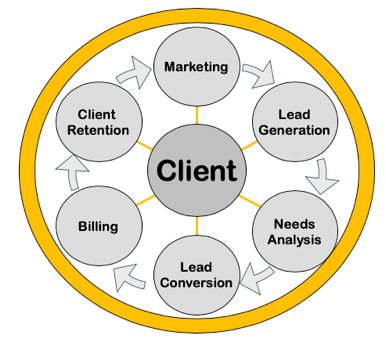 Marketing
Lead
Generation
Needs
Analysis
Lead
Conversion
Billing
Client
Retention
Client